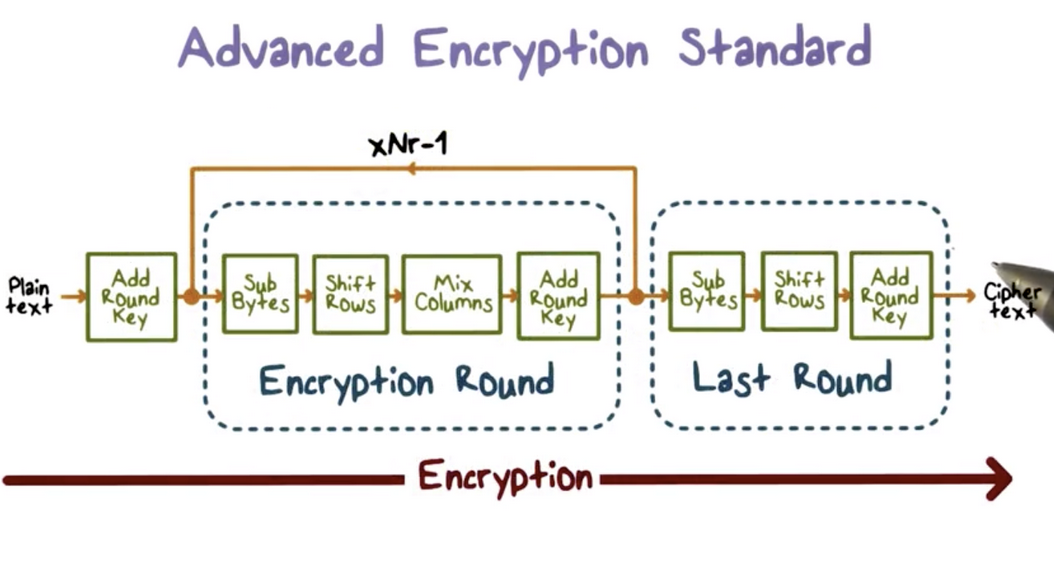 Advanced Encryption Standard
xNr-1
Plain
text
Add
Round
Key
Sub
Bytes
Shift
Rows
Mix
Columns
Add
Round
Key
Encryption Round
Sub
Bytes
Shift
Rows
Add
Round
Key
Last Round
Cipher
text
Encryption